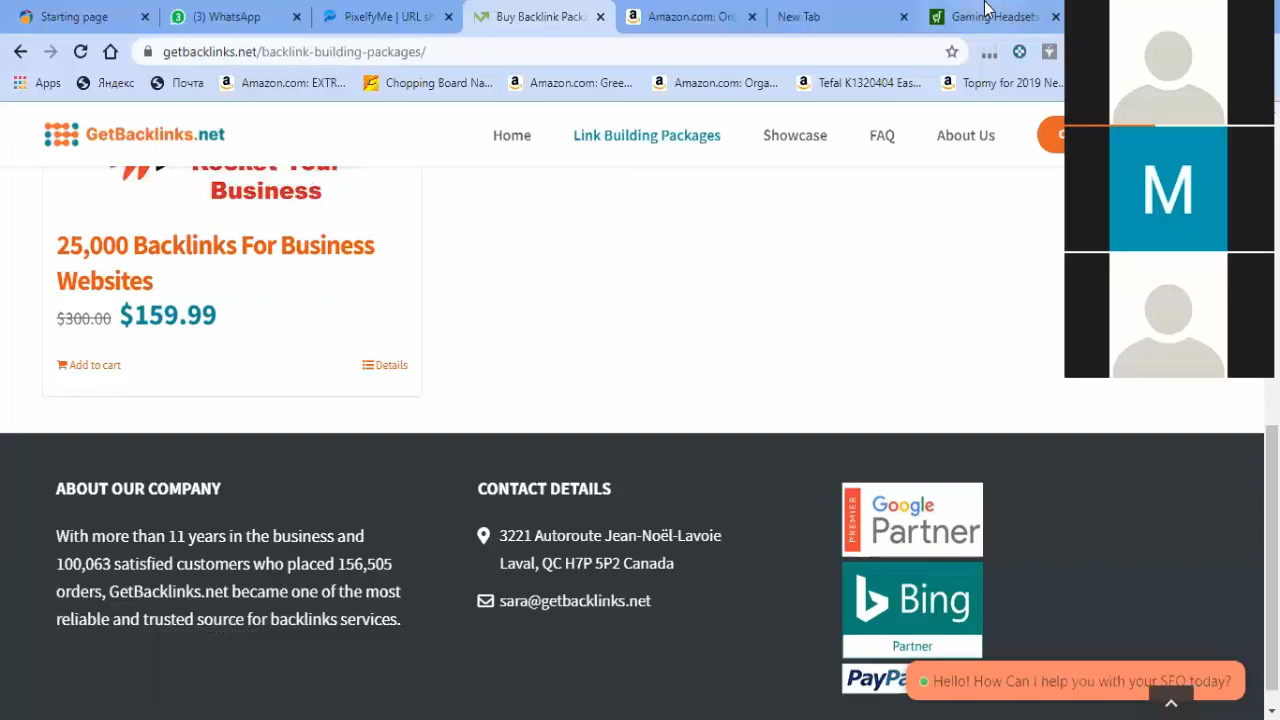 Starting page
(3) WhatsApp
PixelfyMe | URL sh
Buy Backlink Pack
Amazon.com: Onl
New Tab
Gaming Headsets
getbacklinks.net/backlink-building-packages/
Apps
Яндекс
Почта
Amazon.com: EXTR...
Chopping Board Na...
Amazon.com: Gree...
Amazon.com: Orga...
Tefal K1320404 Eas...
Topmy for 2019 Ne...
GetBacklinks.net
Home
Link Building Packages
Showcase
FAQ
About Us
M
Rocket Your
Business
25,000 Backlinks For Business
Websites
$300.00 $159.99
Add to cart
Details
ABOUT OUR COMPANY
With more than 11 years in the business and
100,063 satisfied customers who placed 156,505
orders, GetBacklinks.net became one of the most
reliable and trusted source for backlinks services.
CONTACT DETAILS
3221 Autoroute Jean-Noël-Lavoie
Laval, QC H7P 5P2 Canada
sara@getbacklinks.net
PREMIER
Google
Partner
Bing
Partner
PayPa
Hello! How Can I help you with your SEO today?